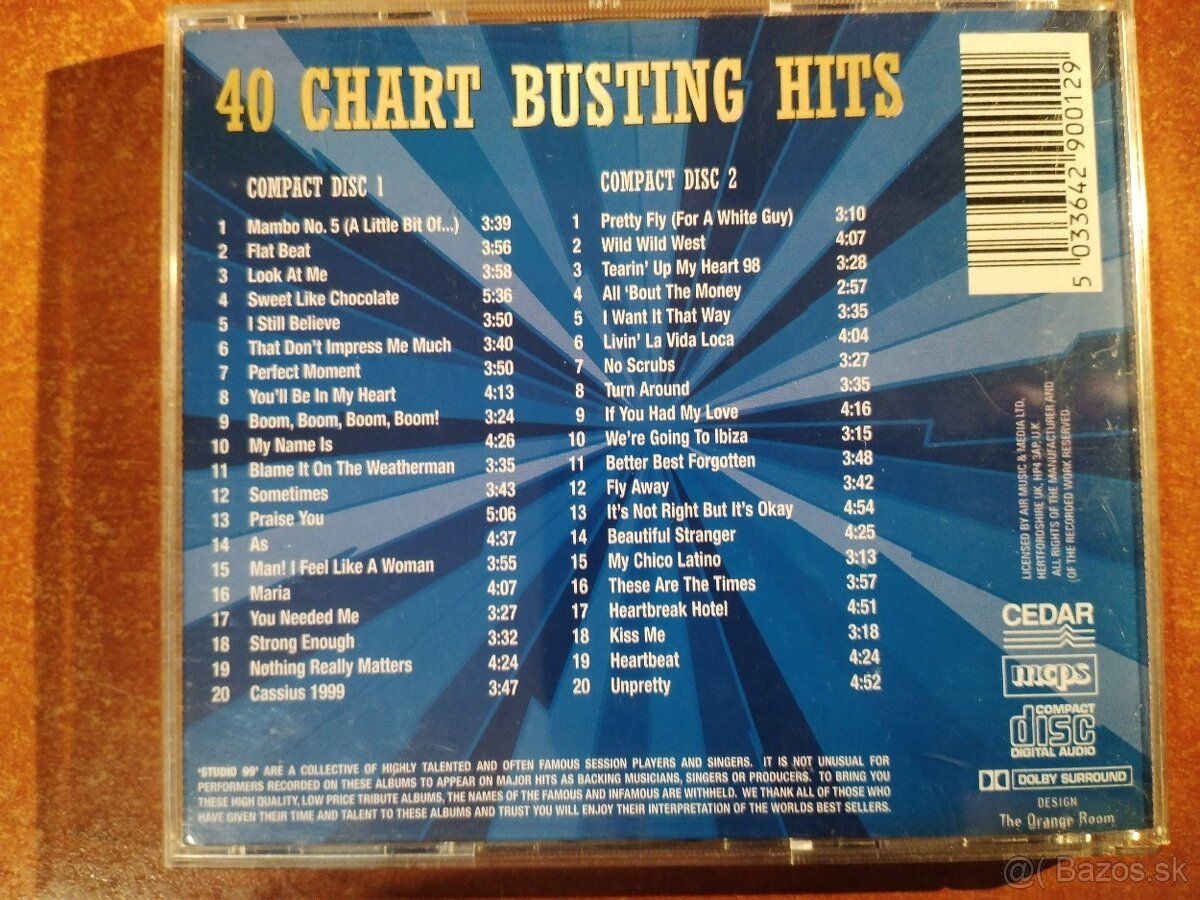 40 CHART BUSTING HITS
COMPACT DISC 1
1 Mambo No. 5 (A Little Bit Of...) 3:39
2 Flat Beat 3:56
3 Look At Me 3:58
4 Sweet Like Chocolate 5:36
5 I Still Believe 3:50
6 That Don't Impress Me Much 3:40
7 Perfect Moment 3:50
8 You'll Be In My Heart 4:13
9 Boom, Boom, Boom, Boom! 3:24
10 My Name Is 4:26
11 Blame It On The Weatherman 3:35
12 Sometimes 3:43
13 Praise You 5:06
14 As 4:37
15 Man! I Feel Like A Woman 3:55
16 Maria 4:07
17 You Needed Me 3:27
18 Strong Enough 3:32
19 Nothing Really Matters 4:24
20 Cassius 1999 3:47
COMPACT DISC 2
1 Pretty Fly (For A White Guy) 3:10
2 Wild Wild West 4:07
3 Tearin' Up My Heart 98 3:28
4 All 'Bout The Money 2:57
5 I Want It That Way 3:35
6 Livin' La Vida Loca 4:04
7 No Scrubs 3:27
8 Turn Around 3:35
9 If You Had My Love 4:16
10 We're Going To Ibiza 3:15
11 Better Best Forgotten 3:48
12 Fly Away 3:42
13 It's Not Right But It's Okay 4:54
14 Beautiful Stranger 4:25
15 My Chico Latino 3:13
16 These Are The Times 3:57
17 Heartbreak Hotel 4:51
18 Kiss Me 3:18
19 Heartbeat 4:24
20 Unpretty 4:52
5 033642 900129
LICENSED BY AIR MUSIC & MEDIA LTD,
HERTFORDSHIRE UK, HP4 3AP, U.K.
ALL RIGHTS OF THE MANUFACTURER AND
(OF THE RECORDED WORK RESERVED.
CEDAR
mcps
COMPACT
disc
DIGITAL AUDIO
DOLBY SURROUND
DESIGN
The Orange Room
'STUDIO 99' ARE A COLLECTIVE OF HIGHLY TALENTED AND OFTEN FAMOUS SESSION PLAYERS AND SINGERS. IT IS NOT UNUSUAL FOR
PERFORMERS RECORDED ON THESE ALBUMS TO APPEAR ON MAJOR HITS AS BACKING MUSICIANS, SINGERS OR PRODUCERS. TO BRING YOU
THESE HIGH QUALITY, LOW PRICE TRIBUTE ALBUMS, THE NAMES OF THE FAMOUS AND INFAMOUS ARE WITHHELD. WE THANK ALL OF THOSE WHO
HAVE GIVEN THEIR TIME AND TALENT TO THESE ALBUMS AND TRUST YOU WILL ENJOY THEIR INTERPRETATION OF THE WORLDS BEST SELLERS.
@( Bazos.sk